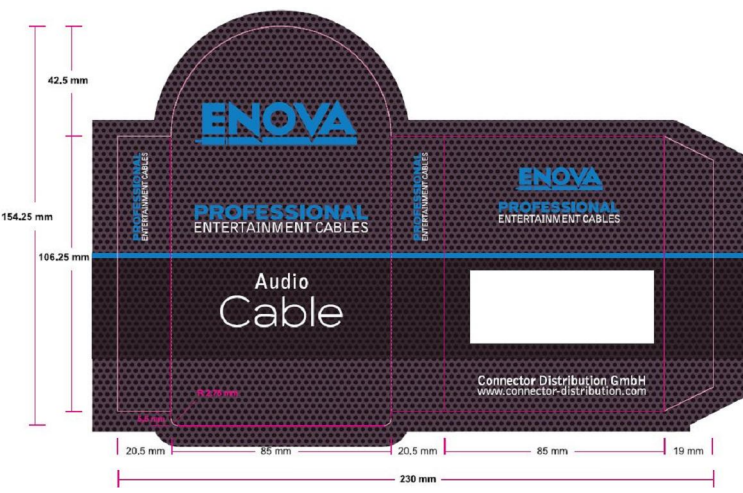 42.5 mm
154.25 mm
106.25 mm
ENOVA
PROFESSIONAL
ENTERTAINMENT CABLES
PROFESSIONAL
ENTERTAINMENT CABLES
Audio
Cable
PROFESSIONAL
ENTERTAINMENT CABLES
ENOVA
PROFESSIONAL
ENTERTAINMENT CABLES
Connector Distribution GmbH
www.connector-distribution.com
20.5 mm
85 mm
20.5 mm
85 mm
19 mm
230 mm